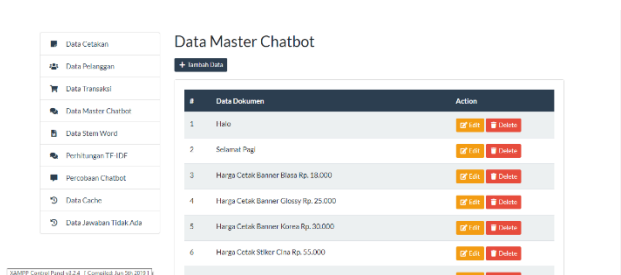 Data Cetakan
Data Pelanggan
Data Transaksi
Data Master Chatbot
Data Stem Word
Perhitungan TF-IDF
Percobaan Chatbot
Data Cache
Data Jawaban Tidak Ada
Data Master Chatbot
+ Tambah Data
# Data Dokumen Action
1 Halo Edit Delete
2 Selamat Pagi Edit Delete
3 Harga Cetak Banner Biasa Rp. 18.000 Edit Delete
4 Harga Cetak Banner Glossy Rp. 25.000 Edit Delete
5 Harga Cetak Banner Korea Rp. 30.000 Edit Delete
6 Harga Cetak Stiker Cina Rp. 55.000 Edit Delete
XAMPP Control Panel v3.2.4 [ Compiled: Jun 5th 2019 ]